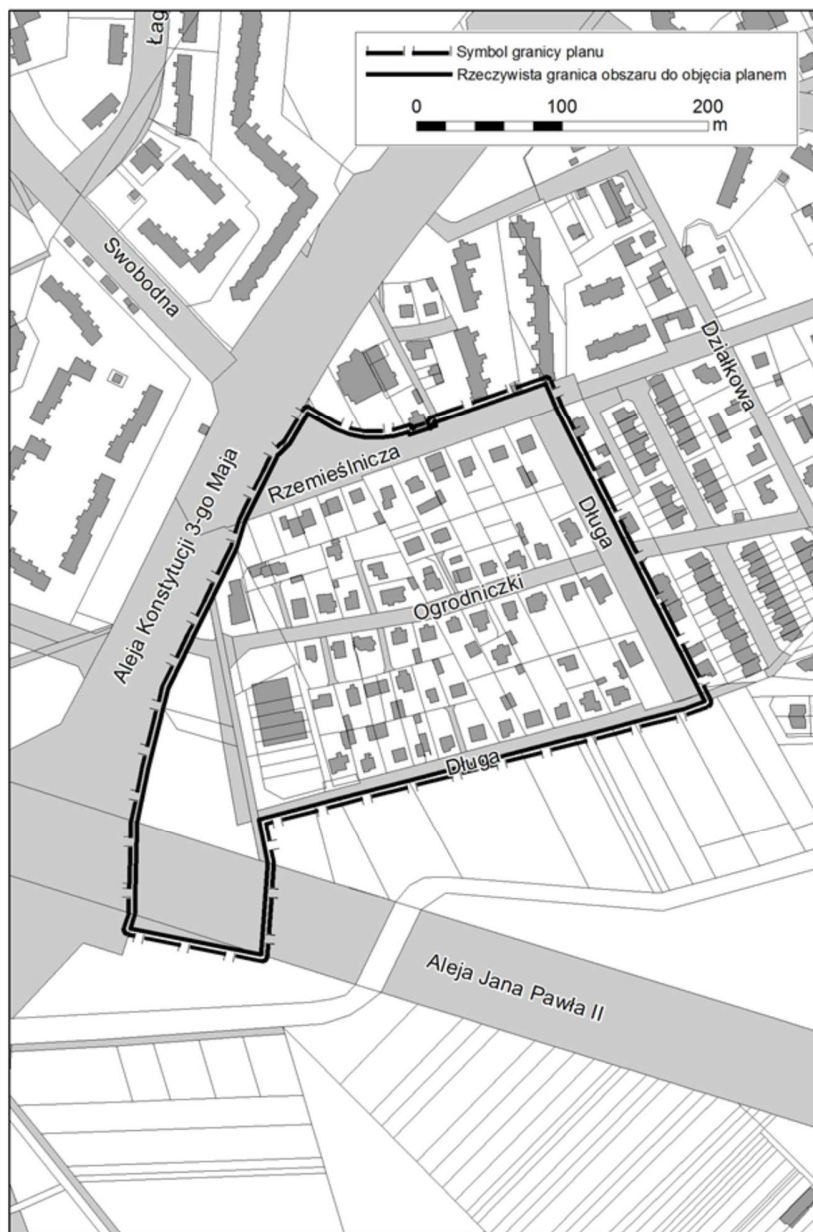 Łag
Symbol granicy planu
Rzeczywista granica obszaru do objęcia planem
0 100 200
m
Swobodna
Działkowa
Aleja Konstytucji 3-go Maja
Rzemieślnicza
Długa
Ogrodniczki
Długa
Aleja Jana Pawła II